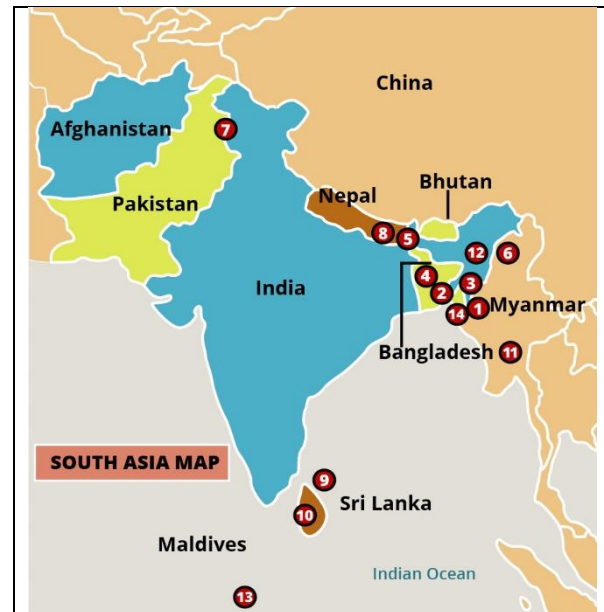 China
Afghanistan
7
Pakistan
Nepal
Bhutan
8
5
12
6
4
India
3
2
1
Myanmar
14
Bangladesh
11
SOUTH ASIA MAP
9
Sri Lanka
10
Maldives
Indian Ocean
13